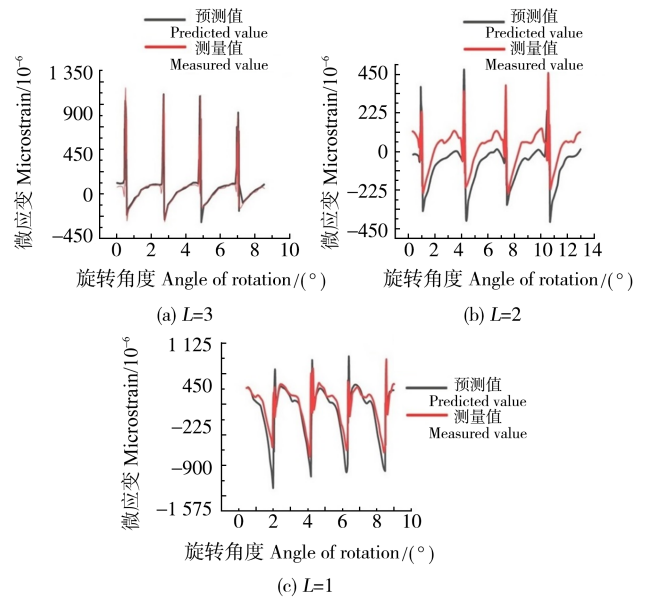 预测值
Predicted value
测量值
Measured value
微应变 Microstrain/10⁻⁶
1 350
900
450
0
−450
0 2 4 6 8 10
旋转角度 Angle of rotation/(°)
(a) L=3
预测值
Predicted value
测量值
Measured value
微应变 Microstrain/10⁻⁶
450
225
0
−225
−450
0 2 4 6 8 10 12 14
旋转角度 Angle of rotation/(°)
(b) L=2
微应变 Microstrain/10⁻⁶
1 125
450
−225
−900
−1 575
0 2 4 6 8 10
预测值
Predicted value
测量值
Measured value
旋转角度 Angle of rotation/(°)
(c) L=1